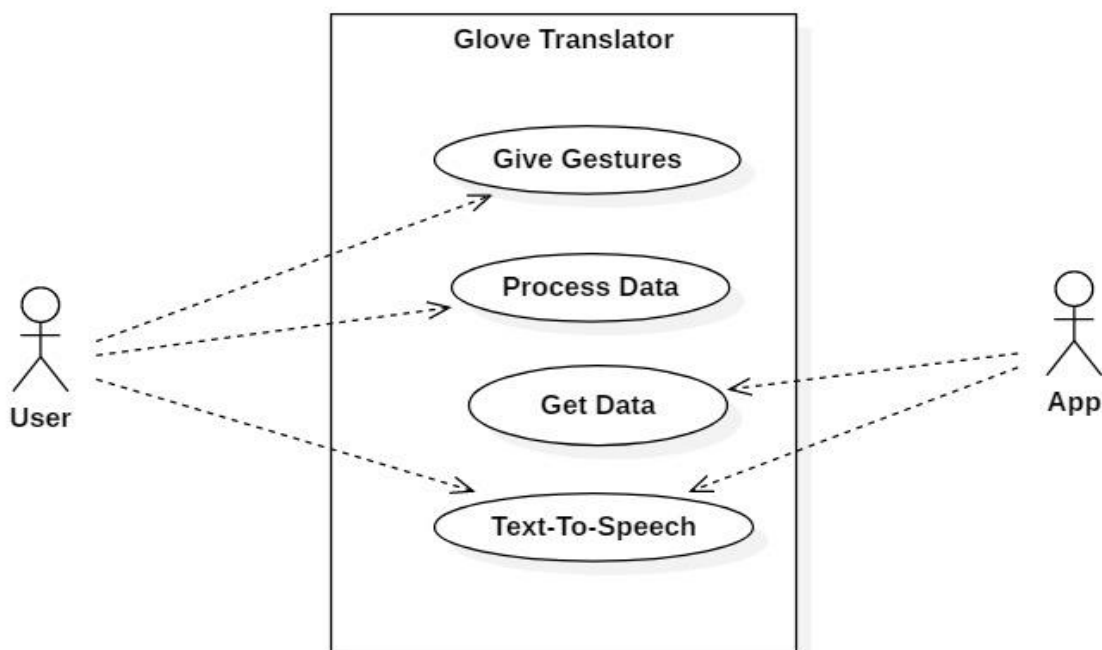 Glove Translator
Give Gestures
Process Data
Get Data
Text-To-Speech
User
App